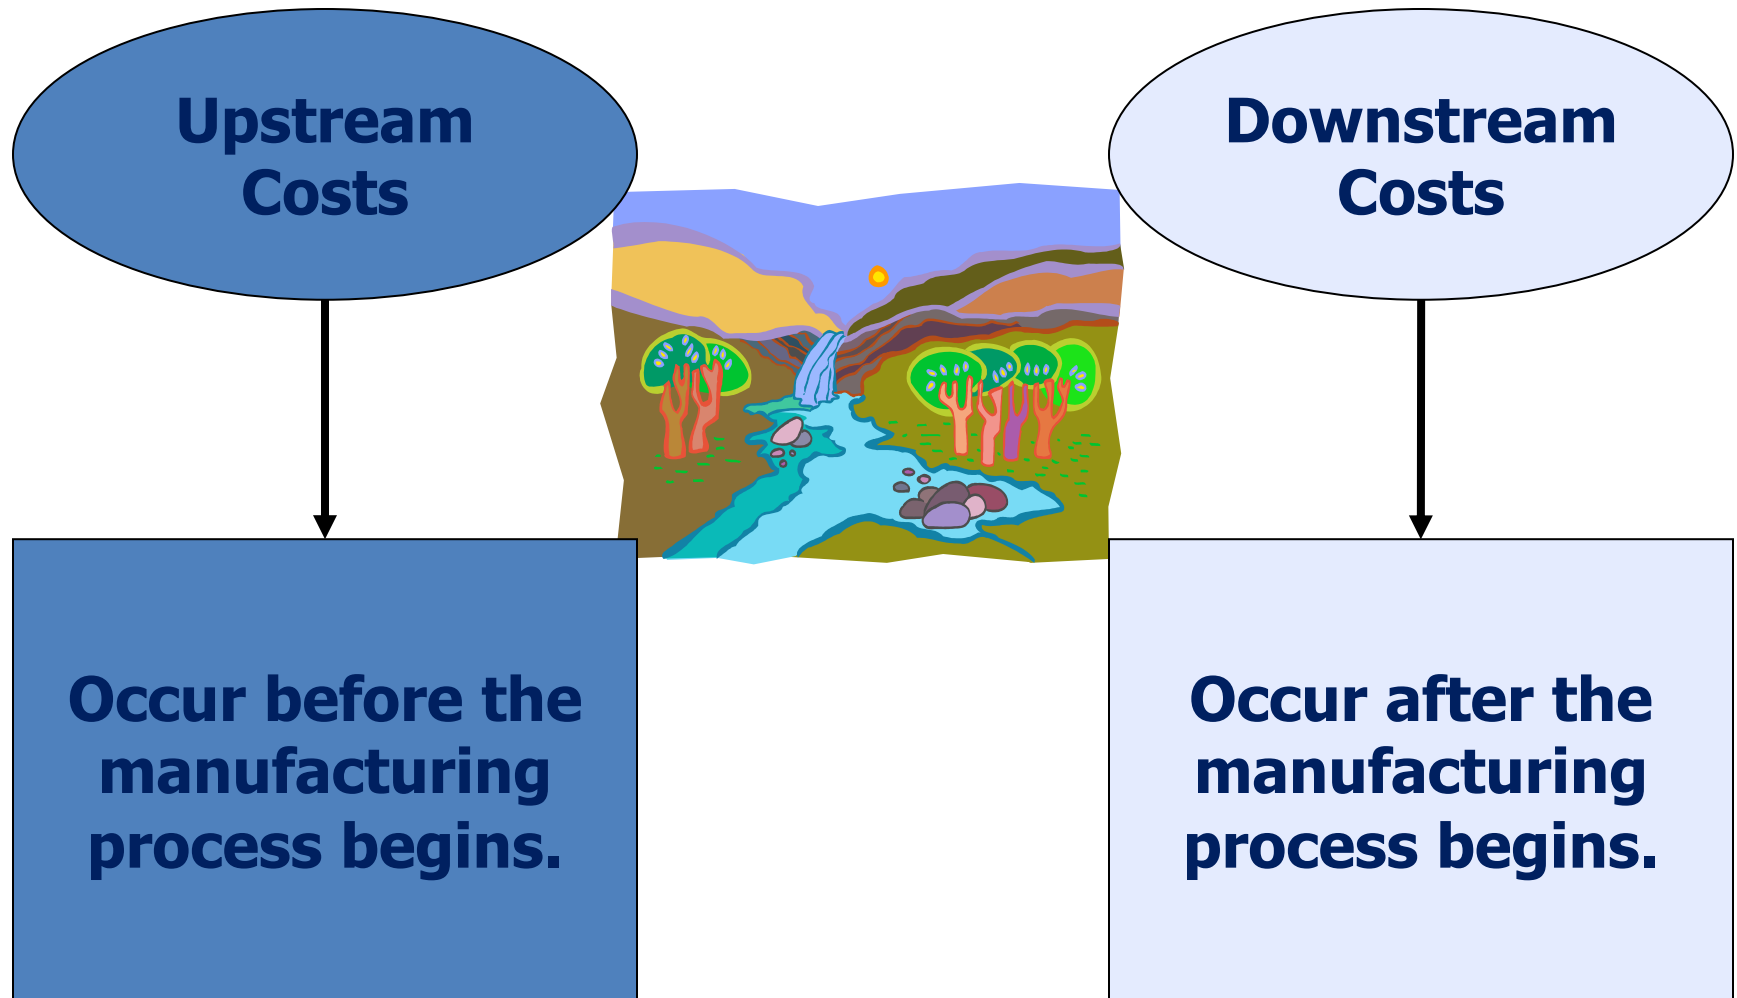 Upstream
Costs
Downstream
Costs
Occur before the
manufacturing
process begins.
Occur after the
manufacturing
process begins.